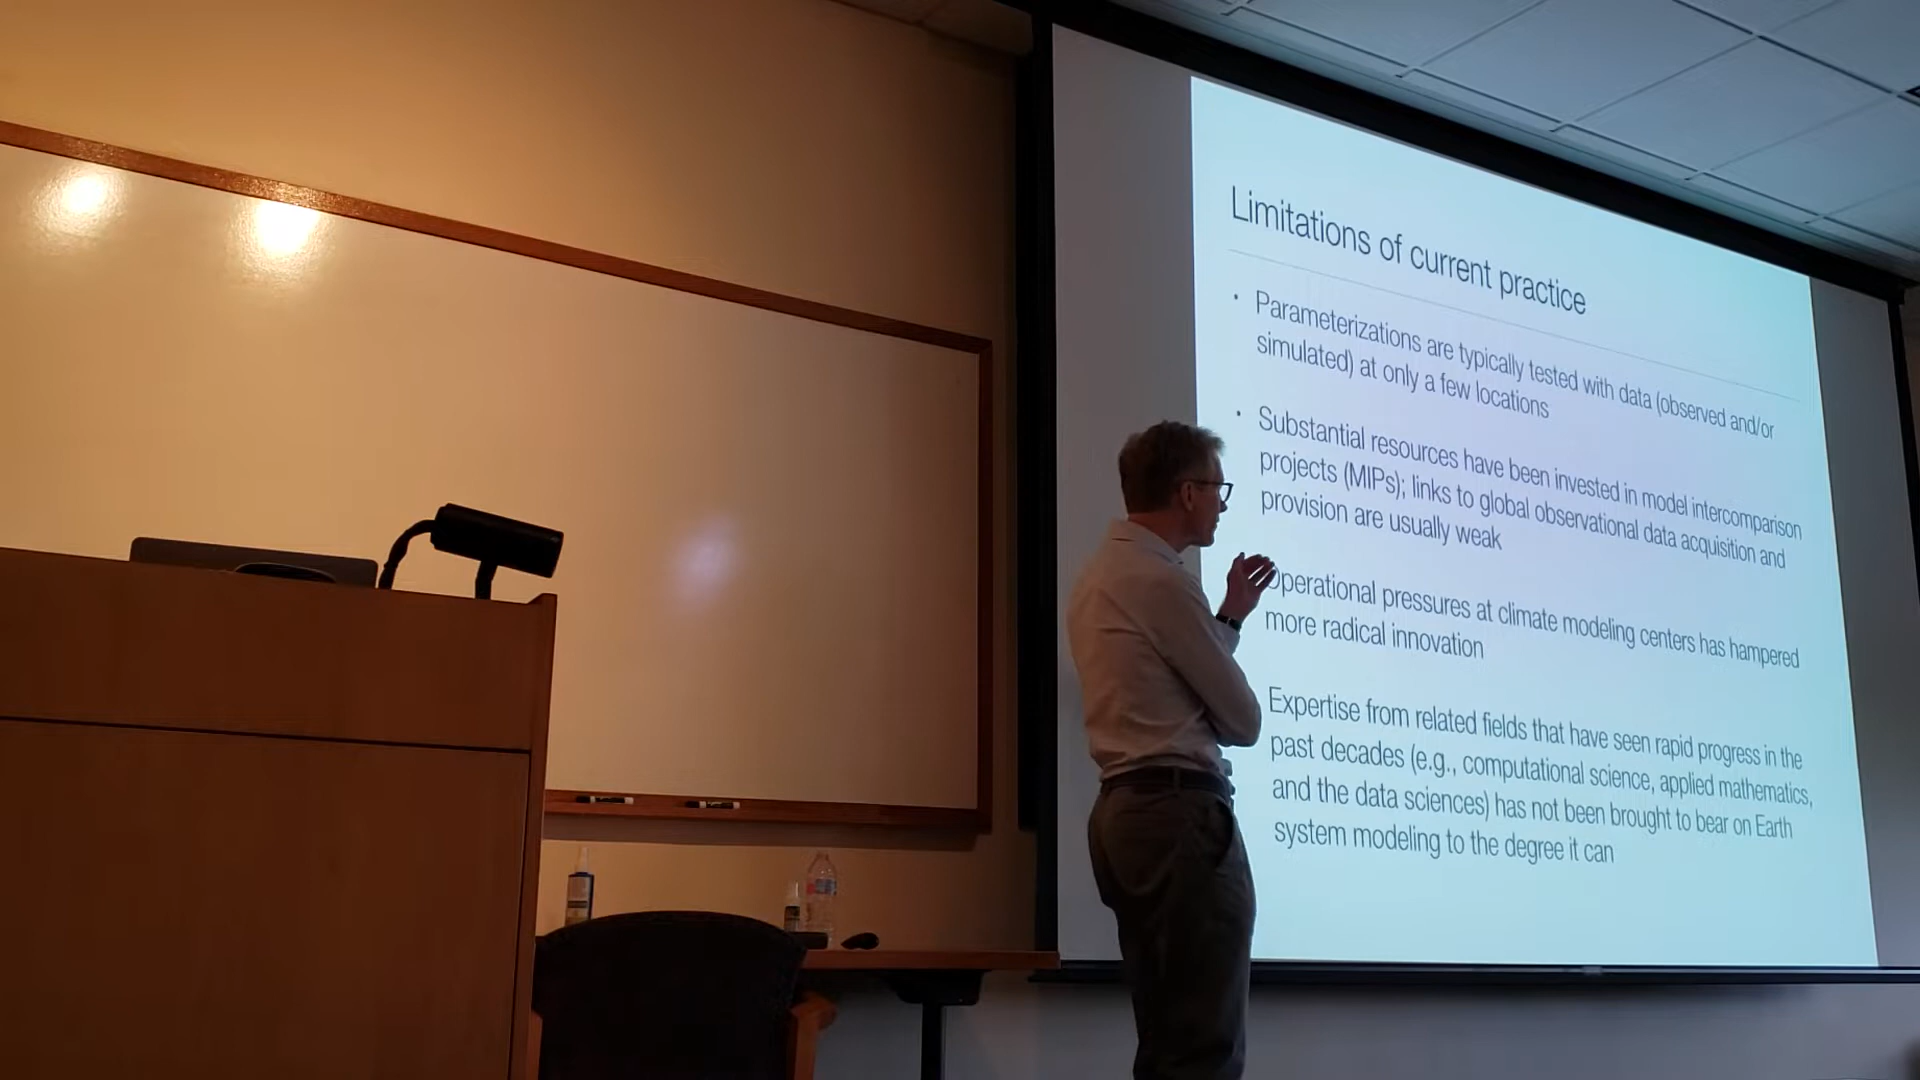 Limitations of current practice
• Parameterizations are typically tested with data (observed and/or
simulated) at only a few locations
• Substantial resources have been invested in model intercomparison
projects (MIPs); links to global observational data acquisition and
provision are usually weak
Operational pressures at climate modeling centers has hampered
more radical innovation
Expertise from related fields that have seen rapid progress in the
past decades (e.g., computational science, applied mathematics,
and the data sciences) has not been brought to bear on Earth
system modeling to the degree it can